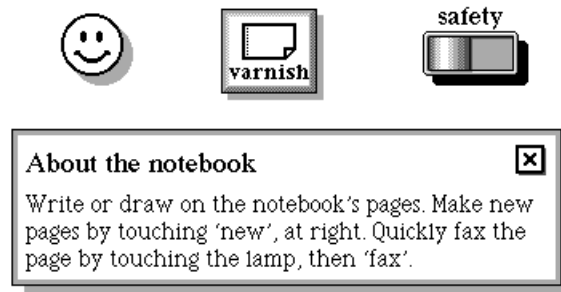 safety
varnish
About the notebook
Write or draw on the notebook's pages. Make new
pages by touching 'new', at right. Quickly fax the
page by touching the lamp, then 'fax'.